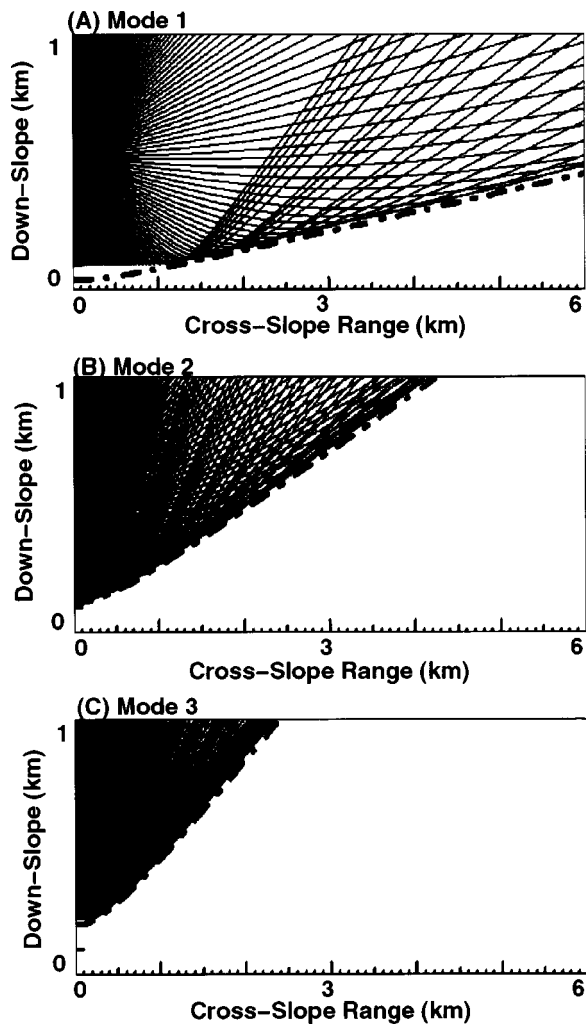 (A) Mode 1
1
Down-Slope (km)
0
0 3 6
Cross-Slope Range (km)
(B) Mode 2
1
Down-Slope (km)
0
0 3 6
Cross-Slope Range (km)
(C) Mode 3
1
Down-Slope (km)
0
0 3 6
Cross-Slope Range (km)